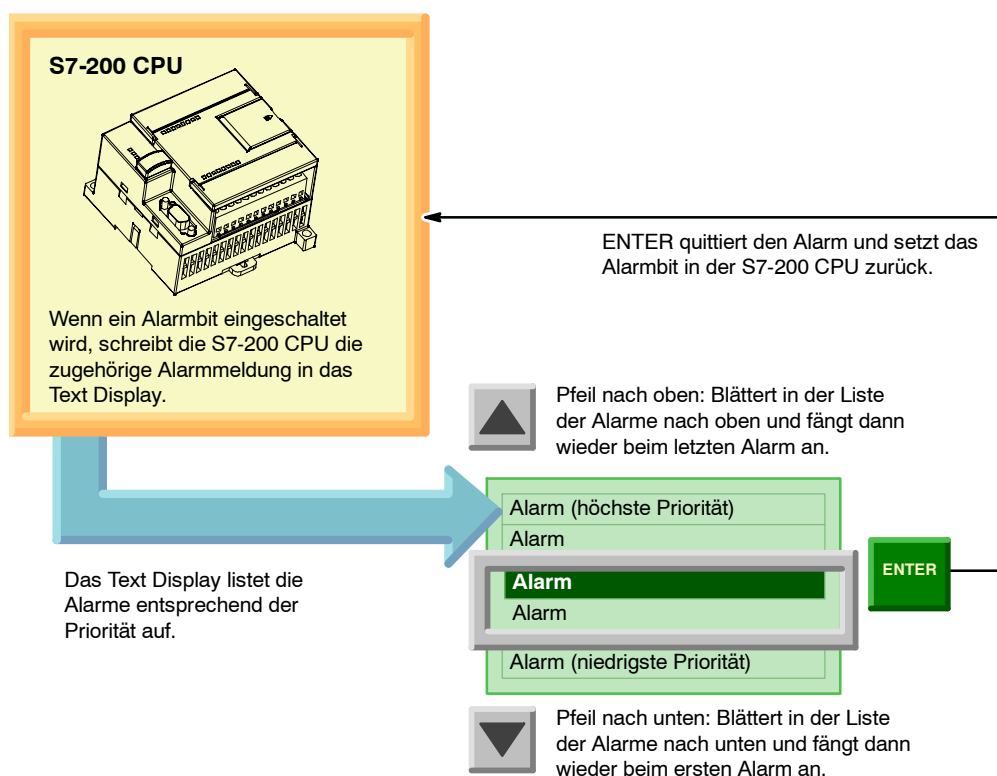 S7-200 CPU
Wenn ein Alarmbit eingeschaltet
wird, schreibt die S7-200 CPU die
zugehörige Alarmmeldung in das
Text Display.
ENTER quittiert den Alarm und setzt das
Alarmbit in der S7-200 CPU zurück.
Pfeil nach oben: Blättert in der Liste
der Alarme nach oben und fängt dann
wieder beim letzten Alarm an.
Das Text Display listet die
Alarme entsprechend der
Priorität auf.
Alarm (höchste Priorität)
Alarm
Alarm
Alarm
Alarm (niedrigste Priorität)
ENTER
Pfeil nach unten: Blättert in der Liste
der Alarme nach unten und fängt dann
wieder beim ersten Alarm an.